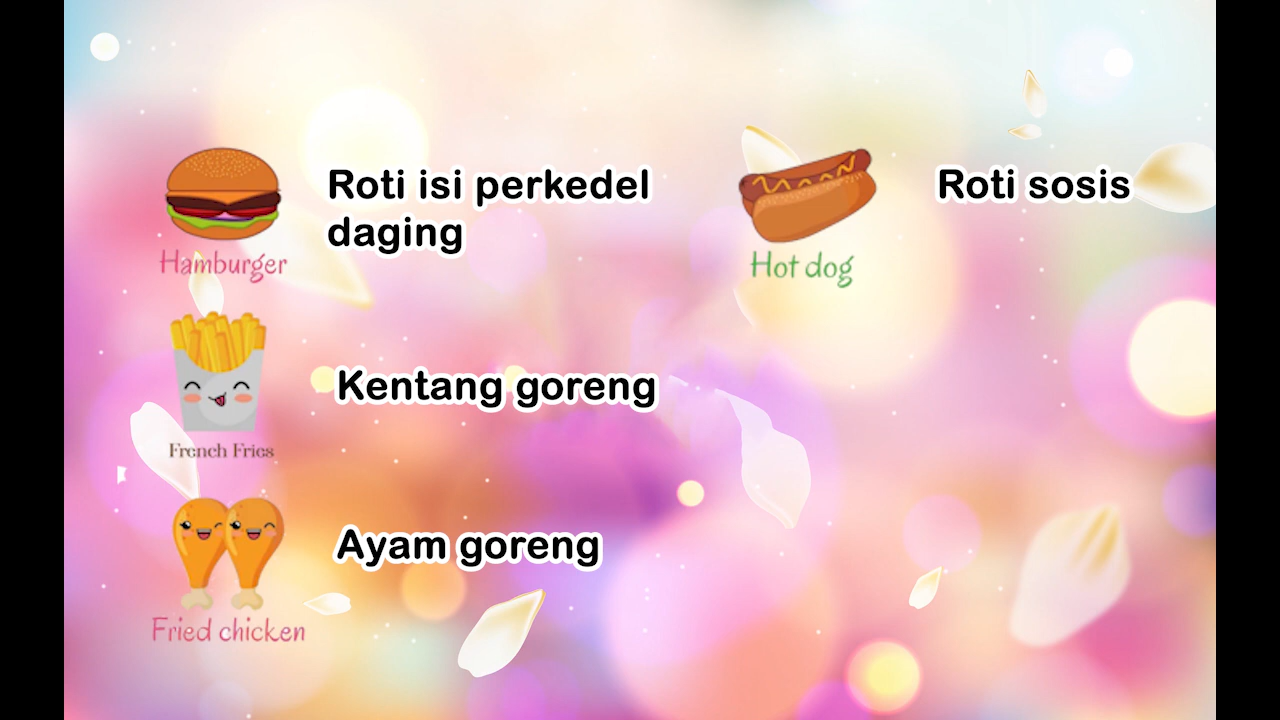 Roti isi perkedel
daging
Hamburger
Roti sosis
Hot dog
Kentang goreng
French Fries
Ayam goreng
Fried chicken